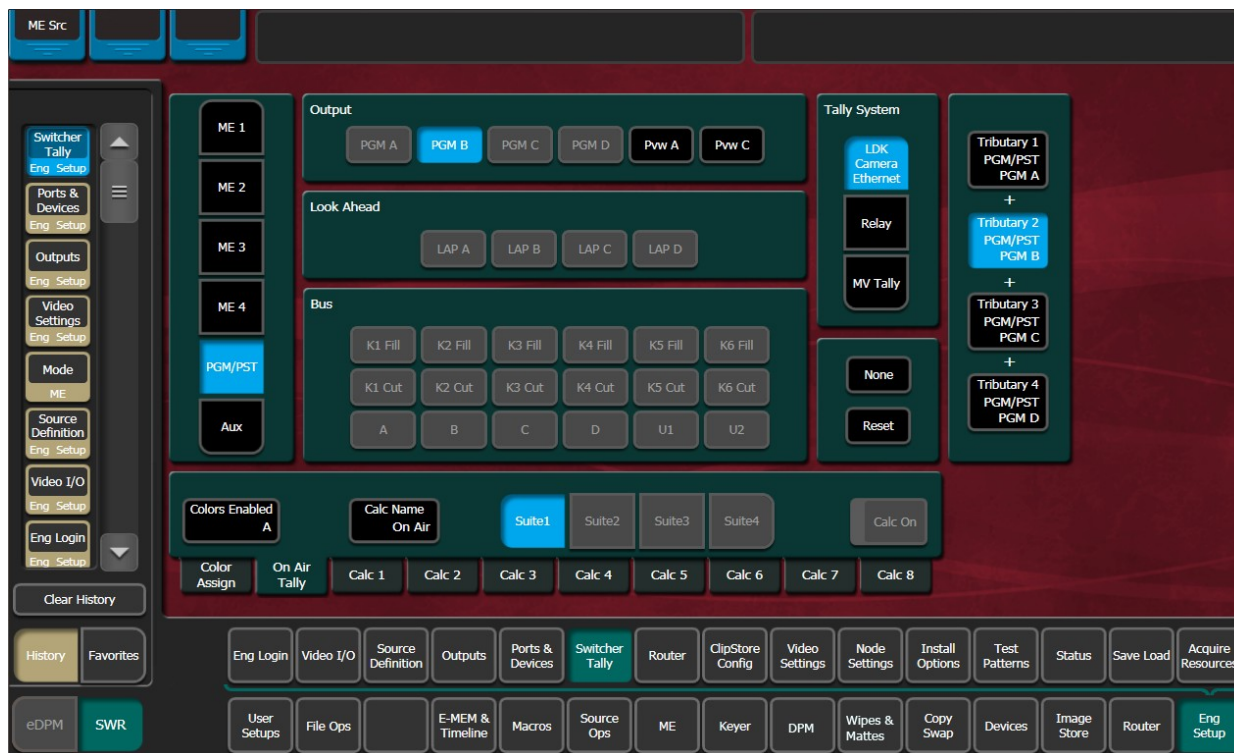 ME Src
Switcher
Tally
Eng Setup
Ports &
Devices
Eng Setup
Outputs
Eng Setup
Video
Settings
Eng Setup
Mode
ME
Source
Definition
Eng Setup
Video I/O
Eng Setup
Eng Login
Eng Setup
Clear History
History Favorites
eDPM SWR
ME 1
ME 2
ME 3
ME 4
PGM/PST
Aux
Output
PGM A PGM B PGM C PGM D Pvw A Pvw C
Look Ahead
LAP A LAP B LAP C LAP D
Bus
K1 Fill K2 Fill K3 Fill K4 Fill K5 Fill K6 Fill
K1 Cut K2 Cut K3 Cut K4 Cut K5 Cut K6 Cut
A B C D U1 U2
Tally System
LDK
Camera
Ethernet
Relay
MV Tally
None
Reset
Tributary 1
PGM/PST
PGM A
+
Tributary 2
PGM/PST
PGM B
+
Tributary 3
PGM/PST
PGM C
+
Tributary 4
PGM/PST
PGM D
Colors Enabled
A
Calc Name
On Air
Suite1 Suite2 Suite3 Suite4
Calc On
Color
Assign
On Air
Tally
Calc 1 Calc 2 Calc 3 Calc 4 Calc 5 Calc 6 Calc 7 Calc 8
Eng Login
Video I/O
Source
Definition
Outputs
Ports &
Devices
Switcher
Tally
Router
ClipStore
Config
Video
Settings
Node
Settings
Install
Options
Test
Patterns
Status
Save Load
Acquire
Resources
User
Setups
File Ops
E-MEM &
Timeline
Macros
Source
Ops
ME
Keyer
DPM
Wipes &
Mattes
Copy
Swap
Devices
Image
Store
Router
Eng
Setup